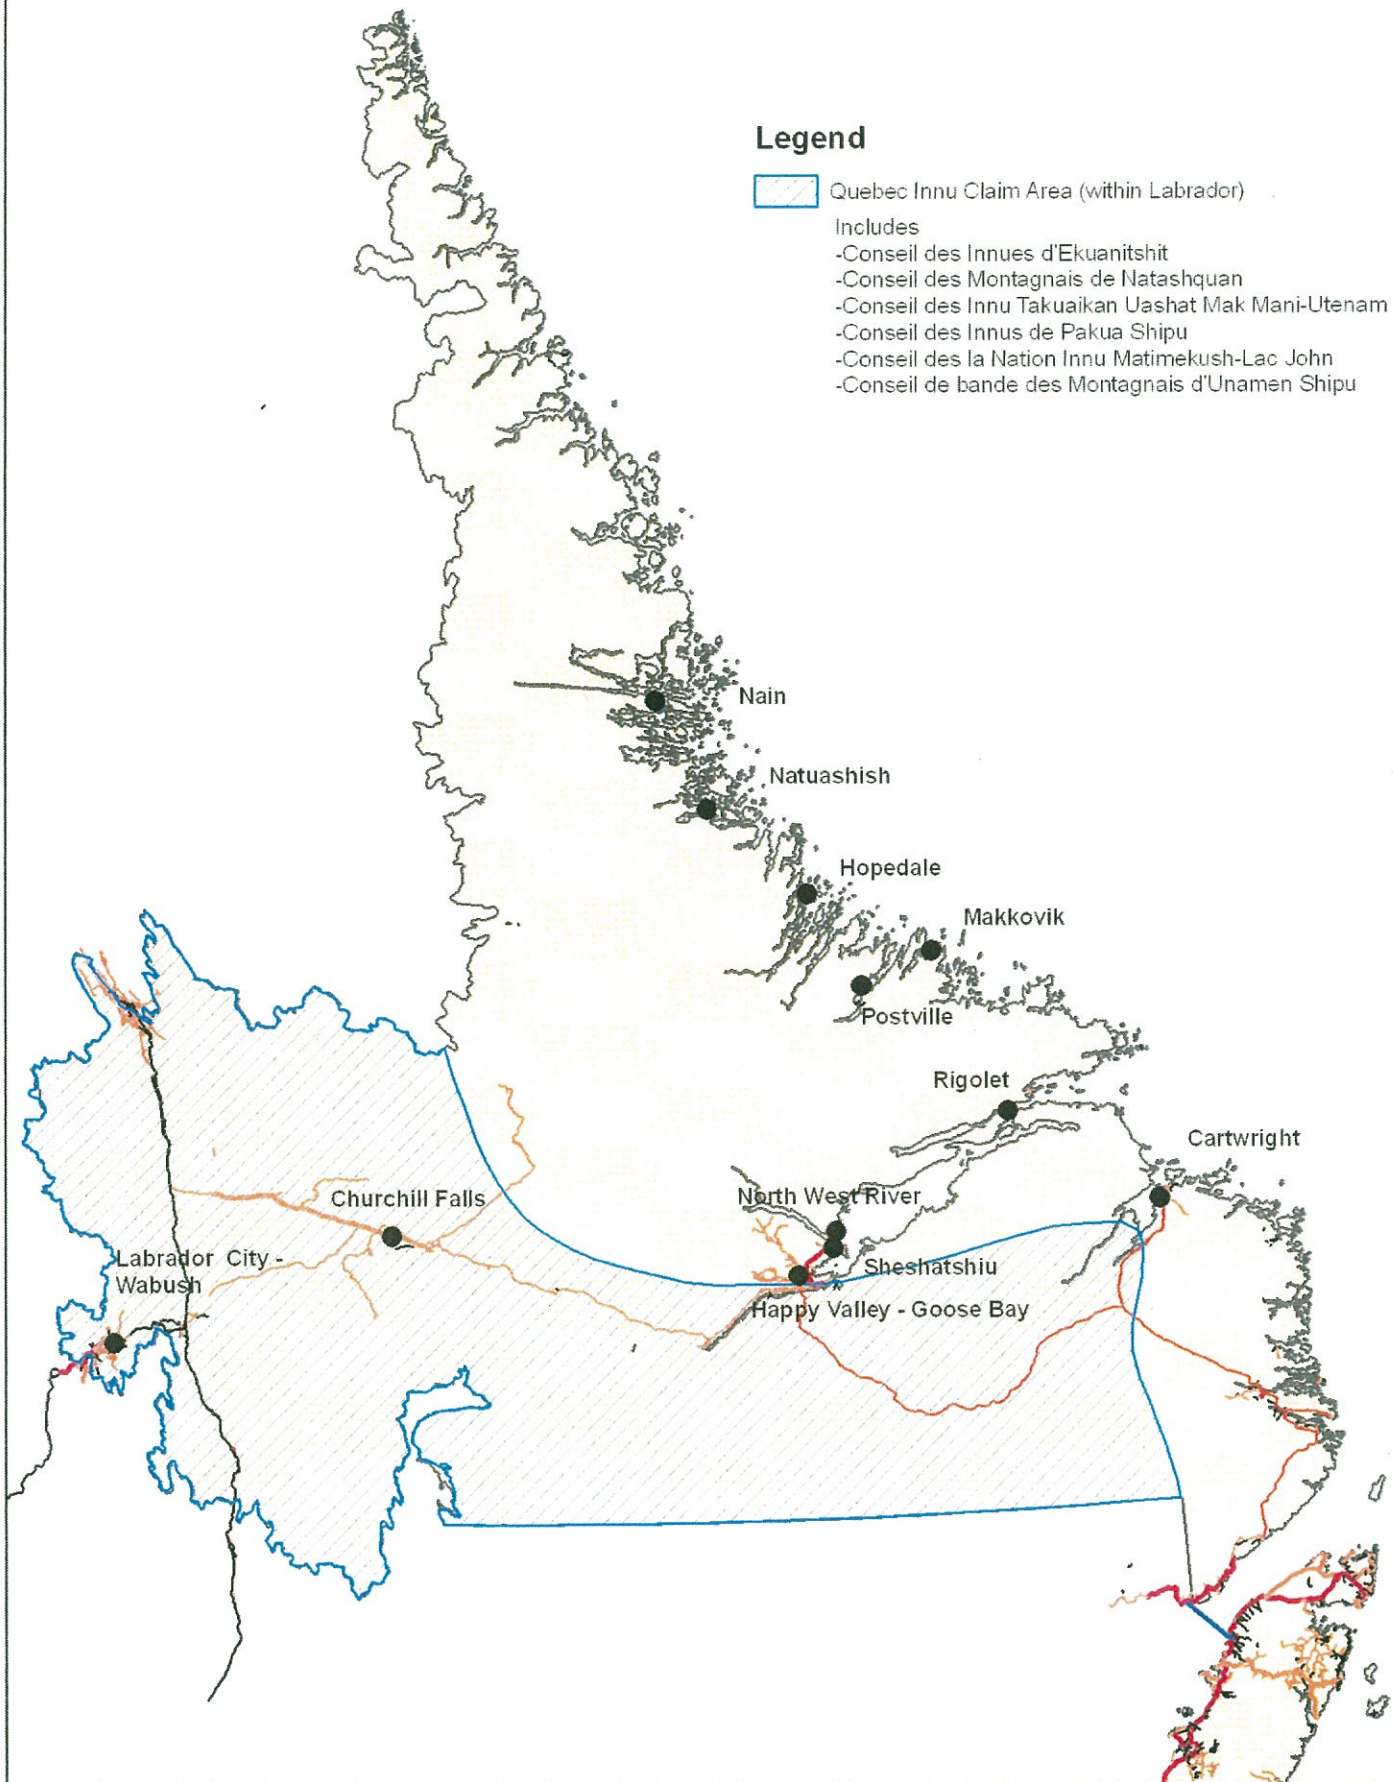 Legend
Quebec Innu Claim Area (within Labrador)
Includes
-Conseil des Innues d'Ekuanitshit
-Conseil des Montagnais de Natashquan
-Conseil des Innu Takuaikan Uashat Mak Mani-Utenam
-Conseil des Innus de Pakua Shipu
-Conseil des la Nation Innu Matimekush-Lac John
-Conseil de bande des Montagnais d'Unamen Shipu
Nain
Natuashish
Hopedale
Makkovik
Postville
Rigolet
Cartwright
North West River
Churchill Falls
Labrador City -
Wabush
Sheshatshiu
Happy Valley - Goose Bay